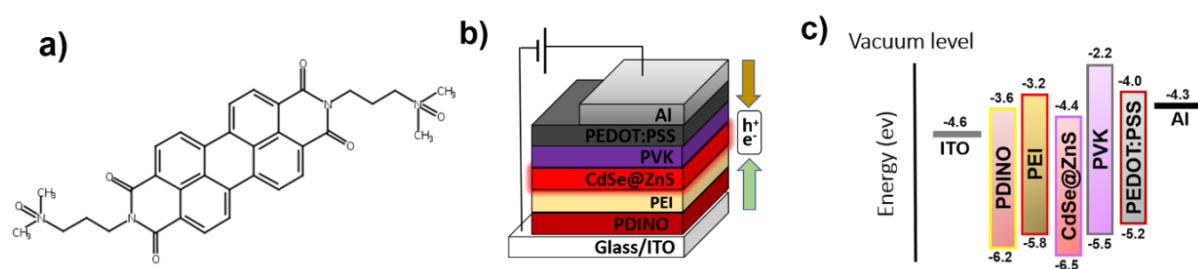 a)
O
O
N
N
O
O
N
O
CH₃
CH₃
N
O
CH₃
CH₃
b)
Al
PEDOT:PSS
PVK
CdSe@ZnS
PEI
PDINO
Glass/ITO
h⁺
e⁻
c)
Vacuum level
Energy (ev)
-4.6
ITO
-3.6
PDINO
-6.2
-3.2
PEI
-5.8
-4.4
CdSe@ZnS
-6.5
-2.2
PVK
-5.5
-4.0
PEDOT:PSS
-5.2
-4.3
Al